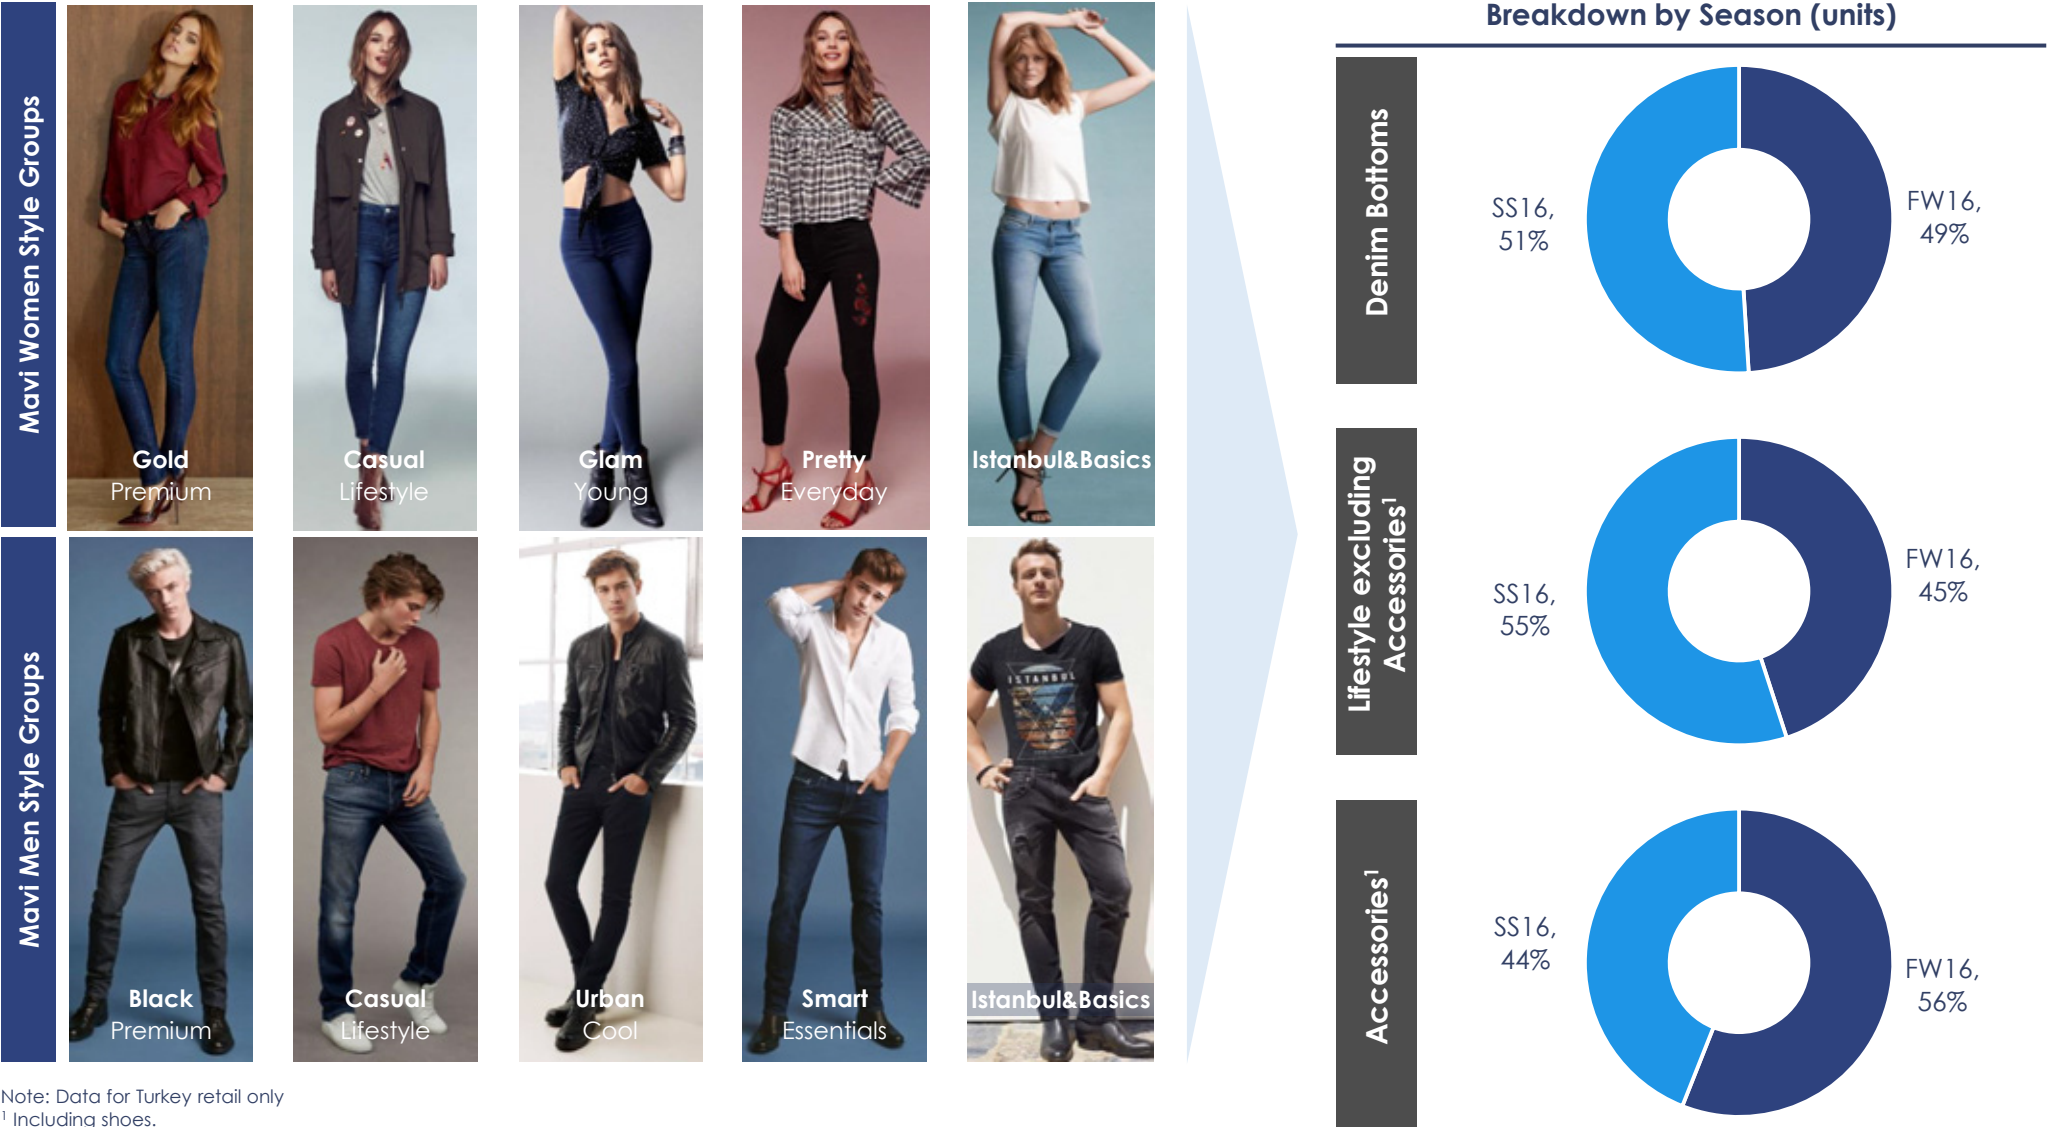 Mavi Women Style Groups
Gold
Premium
Casual
Lifestyle
Glam
Young
Pretty
Everyday
Istanbul&Basics
Mavi Men Style Groups
Black
Premium
Casual
Lifestyle
Urban
Cool
Smart
Essentials
ISTANBUL
Istanbul&Basics
Breakdown by Season (units)
Denim Bottoms
SS16,
51%
FW16,
49%
Lifestyle excluding
Accessories¹
SS16,
55%
FW16,
45%
Accessories¹
SS16,
44%
FW16,
56%
Note: Data for Turkey retail only
¹ Including shoes.